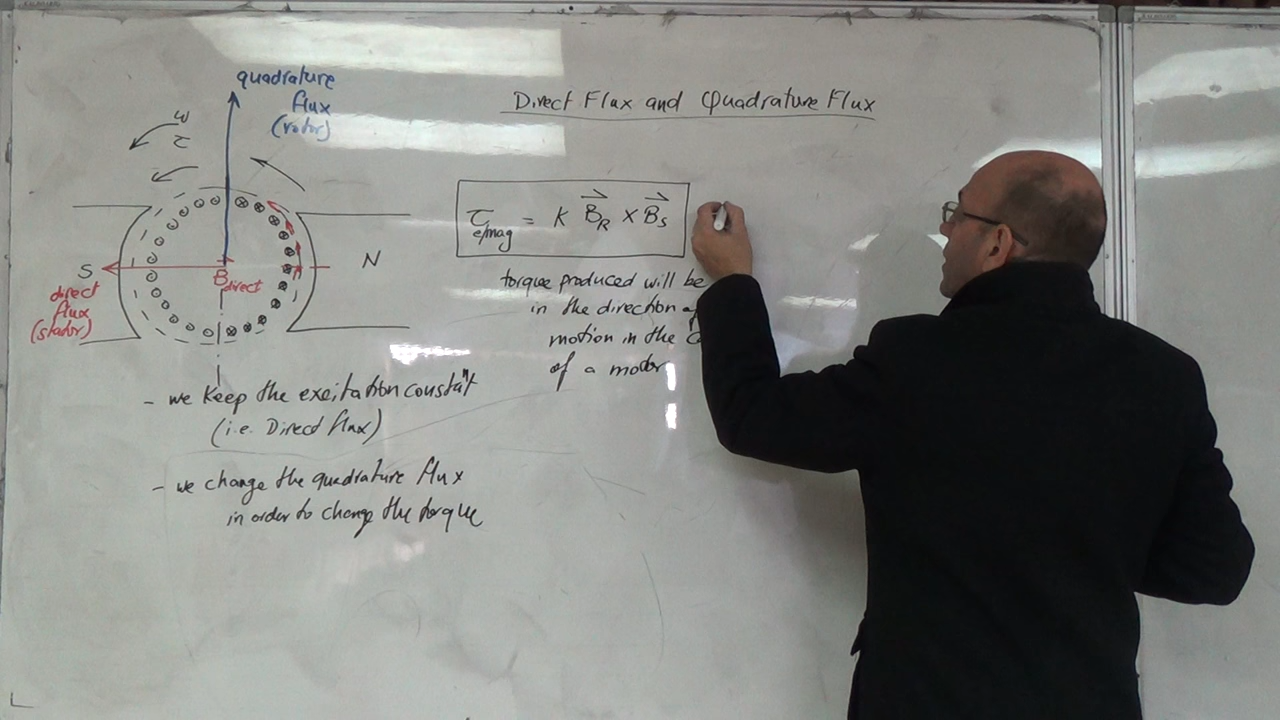 Direct Flux and Quadrature Flux
quadrature
flux
(rotor)
ω
τ
S
N
B direct
direct
flux
(stator)
τ e/mag = K B⃗R × B⃗S
torque produced will be
in the direction of
motion in the
of a motor
- we keep the excitation constant
(i.e. Direct flux)
- we change the quadrature flux
in order to change the torque